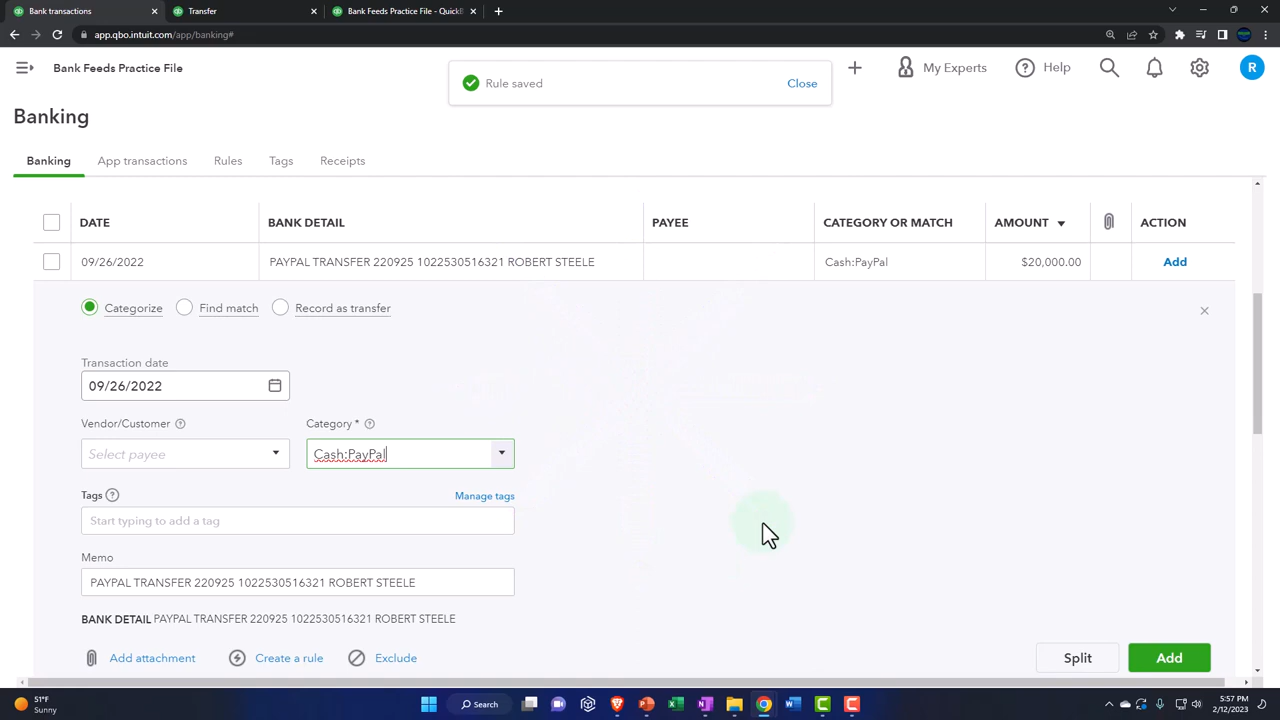 Bank transactions
Transfer
Bank Feeds Practice File - QuickB
app.qbo.intuit.com/app/banking#
Bank Feeds Practice File
Rule saved
Close
My Experts
Help
R
Banking
Banking
App transactions
Rules
Tags
Receipts
DATE
BANK DETAIL
PAYEE
CATEGORY OR MATCH
AMOUNT
ACTION
09/26/2022
PAYPAL TRANSFER 220925 1022530516321 ROBERT STEELE
Cash:PayPal
$20,000.00
Add
Categorize
Find match
Record as transfer
Transaction date
09/26/2022
Vendor/Customer
Category *
Select payee
Cash:PayPal
Tags
Manage tags
Start typing to add a tag
Memo
PAYPAL TRANSFER 220925 1022530516321 ROBERT STEELE
BANK DETAIL PAYPAL TRANSFER 220925 1022530516321 ROBERT STEELE
Add attachment
Create a rule
Exclude
Split
Add
51°F
Sunny
Search
5:57 PM
2/12/2023